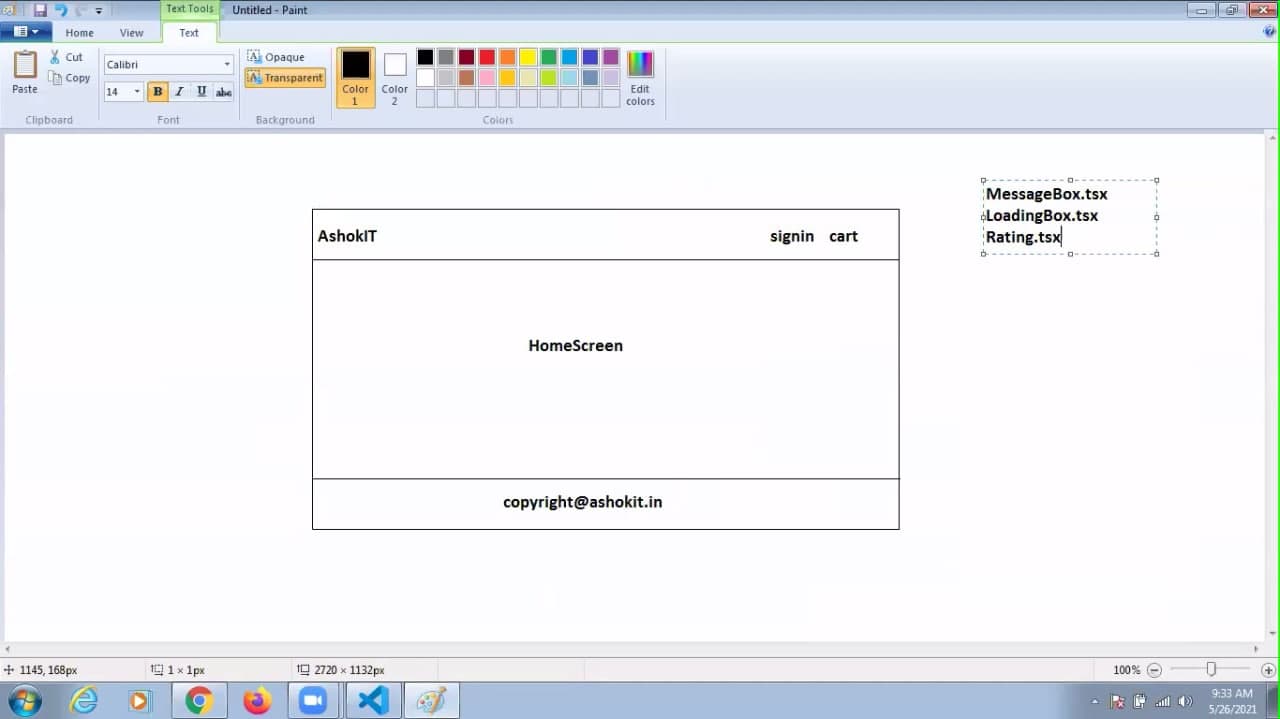 Text Tools
Untitled - Paint
Home View Text
Cut
Copy
Paste
Clipboard
Calibri
14 B I U abc
Font
Opaque
Transparent
Background
Color 1
Color 2
Edit colors
Colors
MessageBox.tsx
LoadingBox.tsx
Rating.tsx
AshokIT signin cart
HomeScreen
copyright@ashokit.in
1145, 168px
1 × 1px
2720 × 1132px
100%
9:33 AM
5/26/2021